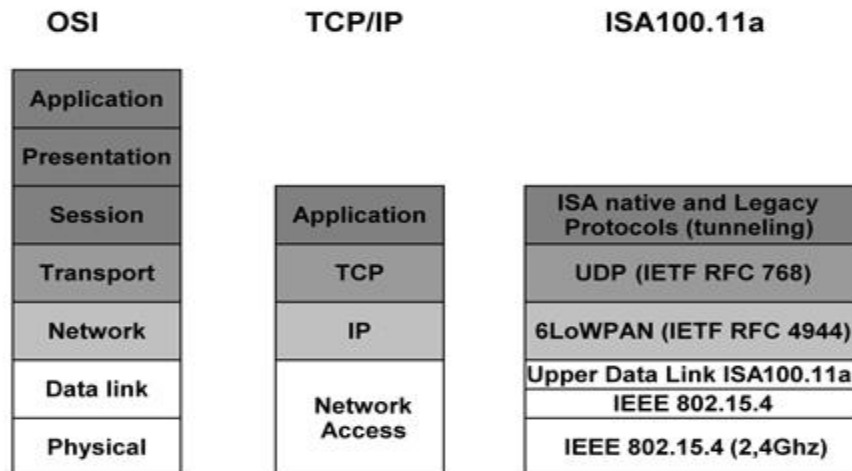 OSI
TCP/IP
ISA100.11a
Application
Presentation
Session
Transport
Network
Data link
Physical
Application
TCP
IP
Network
Access
ISA native and Legacy
Protocols (tunneling)
UDP (IETF RFC 768)
6LoWPAN (IETF RFC 4944)
Upper Data Link ISA100.11a
IEEE 802.15.4
IEEE 802.15.4 (2,4Ghz)